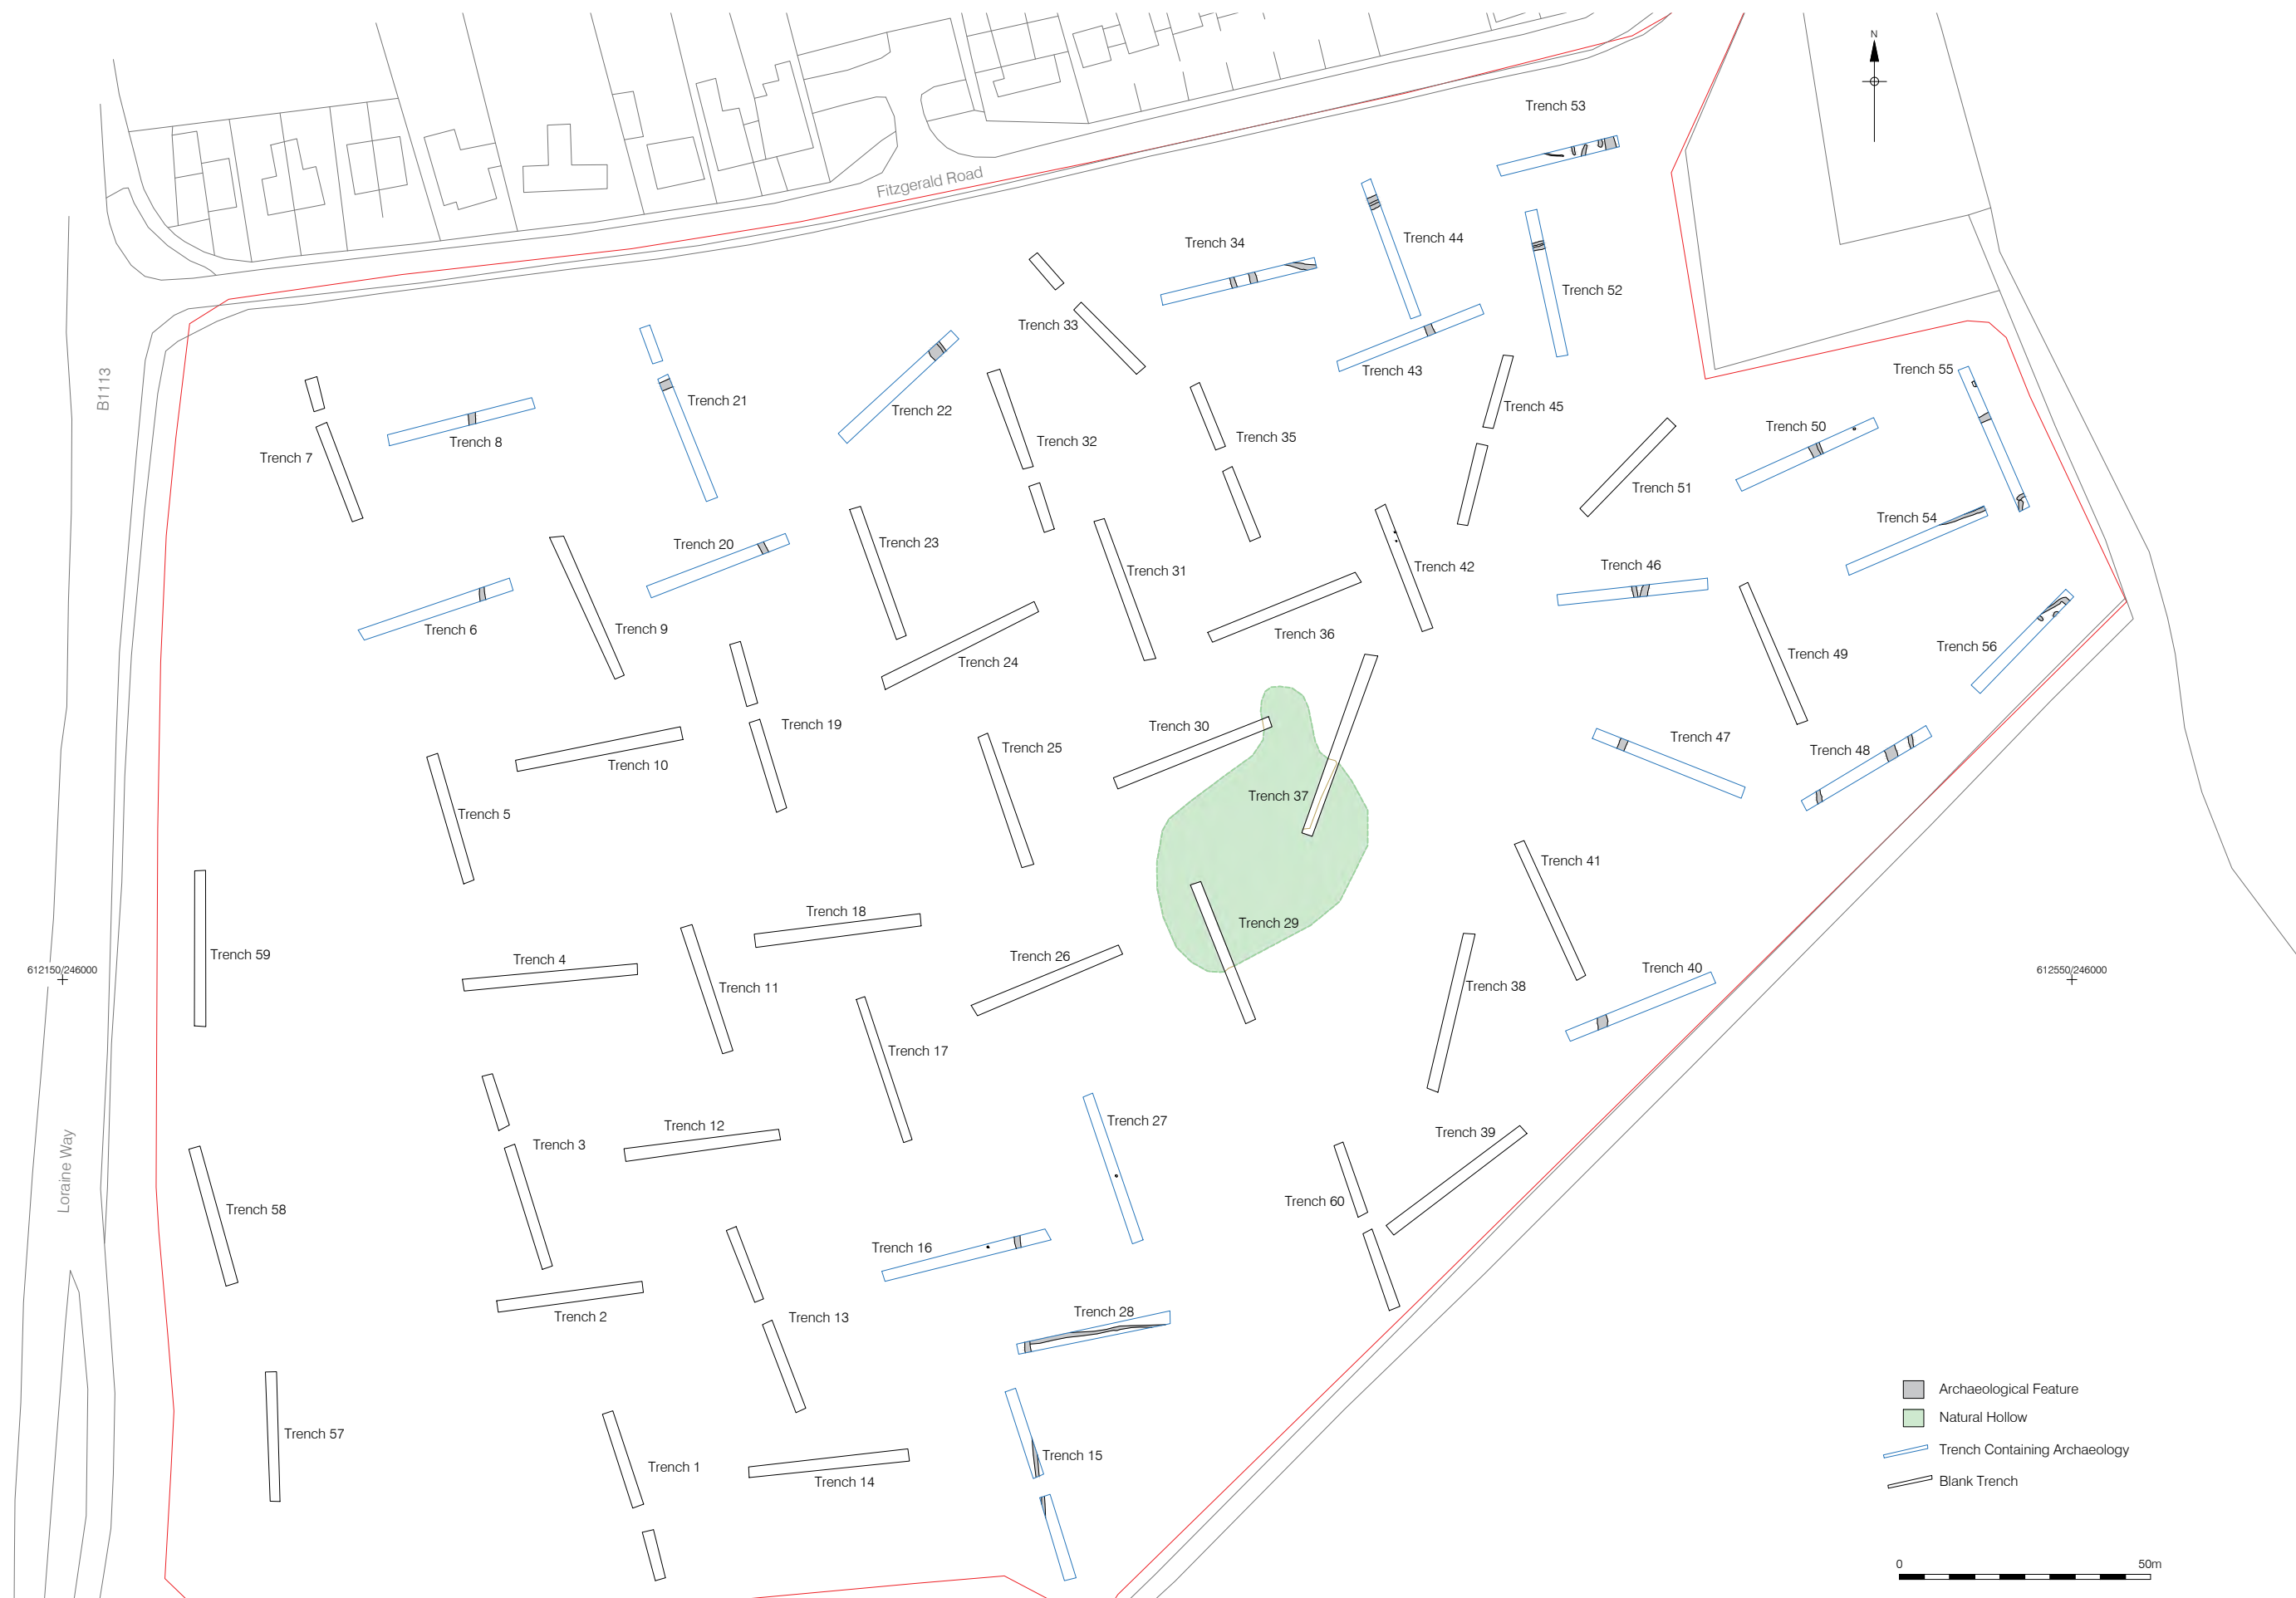 N
Trench 53
Fitzgerald Road
Trench 44
Trench 34
Trench 52
Trench 33
B1113
Trench 43
Trench 55
Trench 21
Trench 22
Trench 45
Trench 8
Trench 32
Trench 35
Trench 50
Trench 7
Trench 51
Trench 54
Trench 20
Trench 23
Trench 31
Trench 42
Trench 46
Trench 6
Trench 9
Trench 36
Trench 24
Trench 49
Trench 56
Trench 19
Trench 30
Trench 47
Trench 25
Trench 48
Trench 10
Trench 37
Trench 5
Trench 41
Trench 18
Trench 29
Trench 59
Trench 4
Trench 26
Trench 40
612150/246000
612550/246000
Trench 11
Trench 38
Trench 17
Trench 27
Trench 12
Trench 39
Trench 3
Loraine Way
Trench 60
Trench 58
Trench 16
Trench 28
Trench 2
Trench 13
Archaeological Feature
Natural Hollow
Trench 57
Trench Containing Archaeology
Trench 15
Trench 1
Trench 14
Blank Trench
0 50m